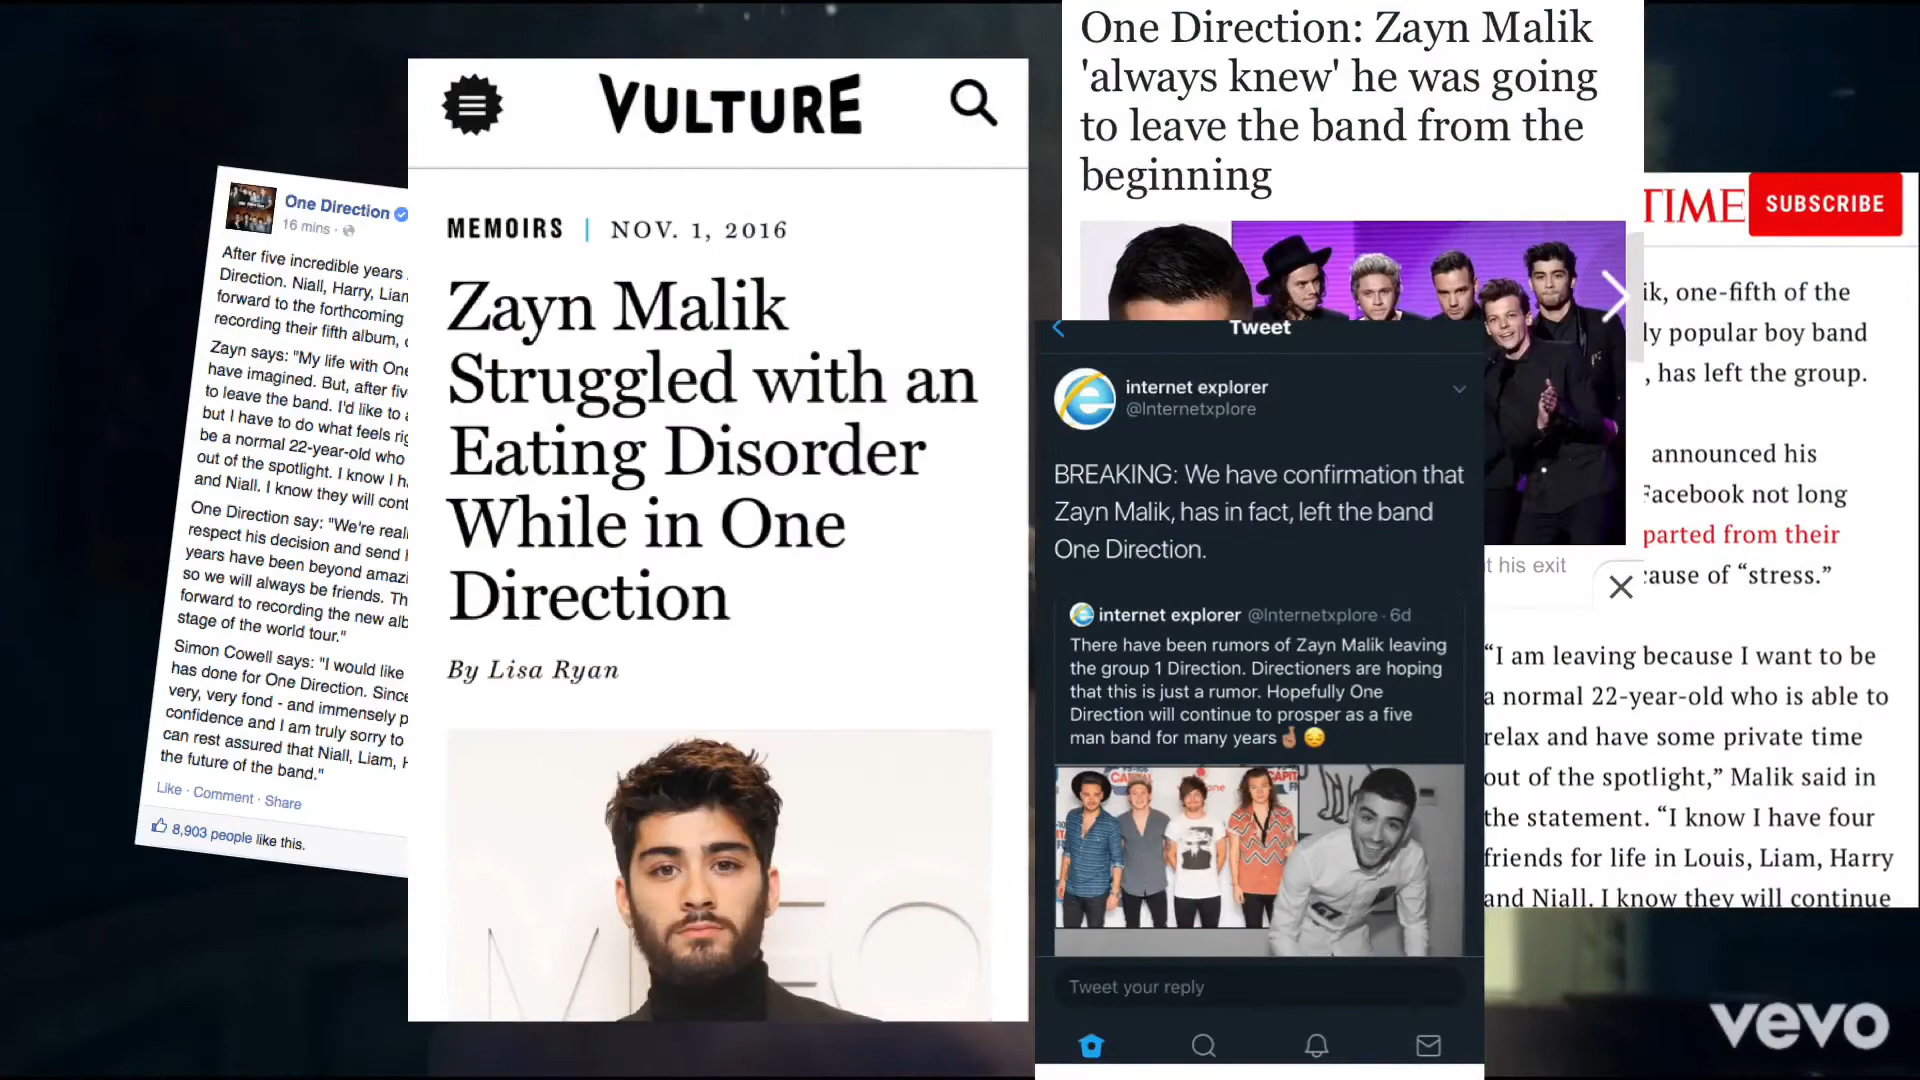 One Direction
16 mins ·
After five incredible years
Direction. Niall, Harry, Lian
forward to the forthcoming
recording their fifth album,
Zayn says: "My life with One
have imagined. But, after fiv
to leave the band. I'd like to
but I have to do what feels rig
be a normal 22-year-old who
out of the spotlight. I know I h
and Niall. I know they will cont
One Direction say: "We're reall
respect his decision and send
years have been beyond amazi
so we will always be friends. Th
forward to recording the new alb
stage of the world tour."
Simon Cowell says: "I would like
has done for One Direction. Since
very, very fond - and immensely p
confidence and I am truly sorry to
can rest assured that Niall, Liam, H
the future of the band."
Like · Comment · Share
8,903 people like this.
VULTURE
MEMOIRS | NOV. 1, 2016
Zayn Malik
Struggled with an
Eating Disorder
While in One
Direction
By Lisa Ryan
One Direction: Zayn Malik
'always knew' he was going
to leave the band from the
beginning
t his exit
Tweet
internet explorer
@Internetxplore
BREAKING: We have confirmation that
Zayn Malik, has in fact, left the band
One Direction.
internet explorer @Internetxplore · 6d
There have been rumors of Zayn Malik leaving
the group 1 Direction. Directioners are hoping
that this is just a rumor. Hopefully One
Direction will continue to prosper as a five
man band for many years🤞🏽😔
Tweet your reply
TIME
SUBSCRIBE
ik, one-fifth of the
ly popular boy band
, has left the group.
announced his
Facebook not long
parted from their
cause of “stress.”
“I am leaving because I want to be
a normal 22-year-old who is able to
relax and have some private time
out of the spotlight,” Malik said in
the statement. “I know I have four
friends for life in Louis, Liam, Harry
and Niall. I know they will continue
vevo